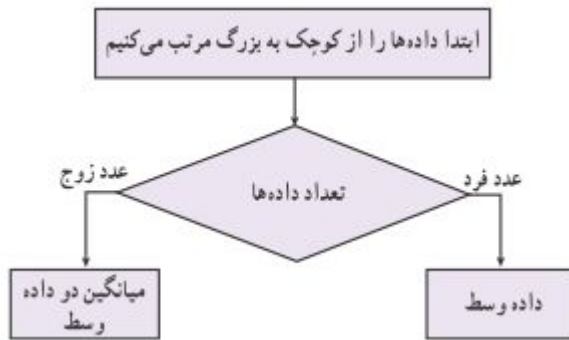 ابتدا داده‌ها را از کوچک به بزرگ مرتب می‌کنیم
عدد فرد
عدد زوج
تعداد داده‌ها
داده وسط
میانگین دو داده
وسط